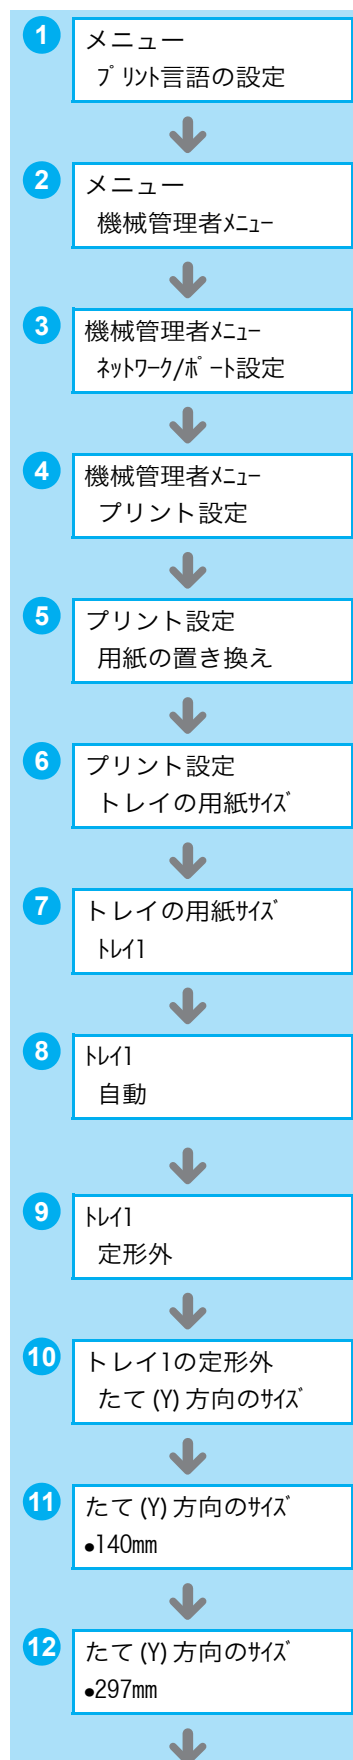 1
メニュー
ﾌﾟﾘﾝﾄ言語の設定
2
メニュー
機械管理者ﾒﾆｭｰ
3
機械管理者ﾒﾆｭｰ
ﾈｯﾄﾜｰｸ/ﾎﾟｰﾄ設定
4
機械管理者ﾒﾆｭｰ
プリント設定
5
プリント設定
用紙の置き換え
6
プリント設定
トレイの用紙ｻｲｽﾞ
7
トレイの用紙ｻｲｽﾞ
ﾄﾚｲ1
8
ﾄﾚｲ1
自動
9
ﾄﾚｲ1
定形外
10
トレイ1の定形外
たて(Y)方向のｻｲｽﾞ
11
たて(Y)方向のｻｲｽﾞ
●140mm
12
たて(Y)方向のｻｲｽﾞ
●297mm